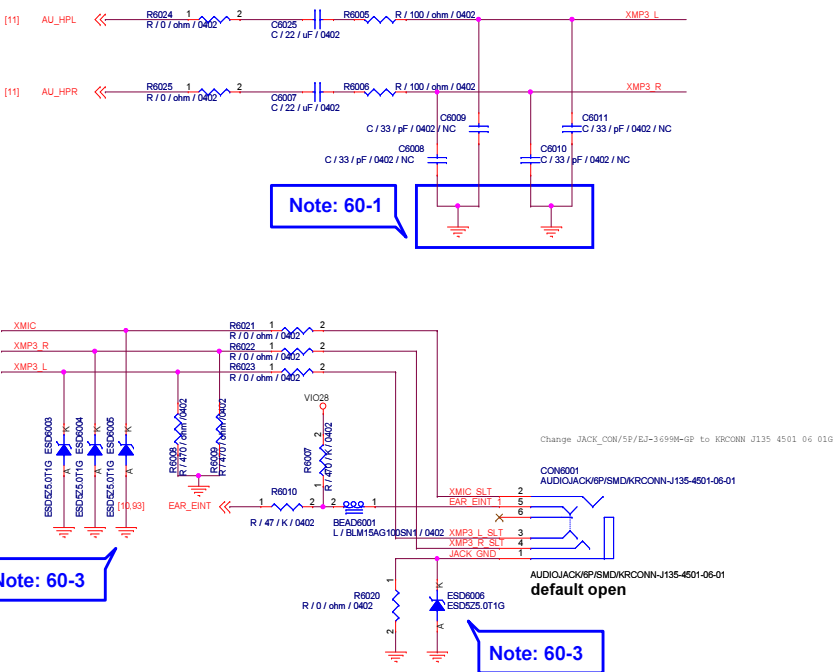 [11] AU_HPL
R6024 1 2
R / 0 / ohm / 0402
C6025
C / 22 / uF / 0402
R6005 R / 100 / ohm / 0402
XMP3_L
[11] AU_HPR
R6025 1 2
R / 0 / ohm / 0402
C6007
C / 22 / uF / 0402
R6006 R / 100 / ohm / 0402
XMP3_R
C6009
C / 33 / pF / 0402 / NC
C6011
C / 33 / pF / 0402 / NC
C6008
C / 33 / pF / 0402 / NC
C6010
C / 33 / pF / 0402 / NC
Note: 60-1
XMIC
R6021 1 2
R / 0 / ohm / 0402
XMP3_R
R6022 1 2
R / 0 / ohm / 0402
XMP3_L
R6023 1 2
R / 0 / ohm / 0402
VIO28
ESD6003
ESD5Z5.0T1G
K
A
ESD6004
ESD5Z5.0T1G
K
A
ESD6005
ESD5Z5.0T1G
K
A
R6008
R / 470 / ohm / 0402
R6009
R / 470 / ohm / 0402
2
R6007
R / 470 / K / 0402
1
Change JACK_CON/5P/EJ-3699M-GP to KRCONN J135 4501 06 01G
CON6001
AUDIOJACK/6P/SMD/KRCONN-J135-4501-06-01
[10,93] EAR_EINT
R6010
1 2
R / 47 / K / 0402
2 1
BEAD6001
L / BLM15AG100SN1 / 0402
XMIC_SLT 2
EAR_EINT_1 5
6
XMP3_L_SLT 3
XMP3_R_SLT 4
JACK_GND 1
AUDIOJACK/6P/SMD/KRCONN-J135-4501-06-01
default open
Note: 60-3
1
R6020
R / 0 / ohm / 0402
2
K
ESD6006
ESD5Z5.0T1G
A
Note: 60-3